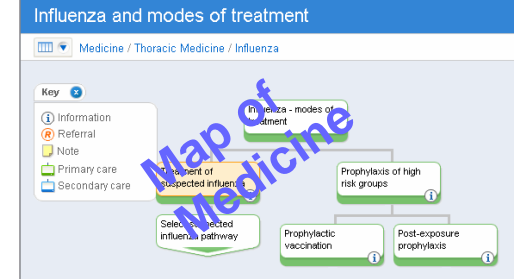 Influenza and modes of treatment
Medicine / Thoracic Medicine / Influenza
Key
Information
Referral
Note
Primary care
Secondary care
Influenza - modes of
treatment
Treatment of
suspected influenza
Prophylaxis of high
risk groups
Select suspected
influenza pathway
Prophylactic
vaccination
Post-exposure
prophylaxis
Map of
Medicine